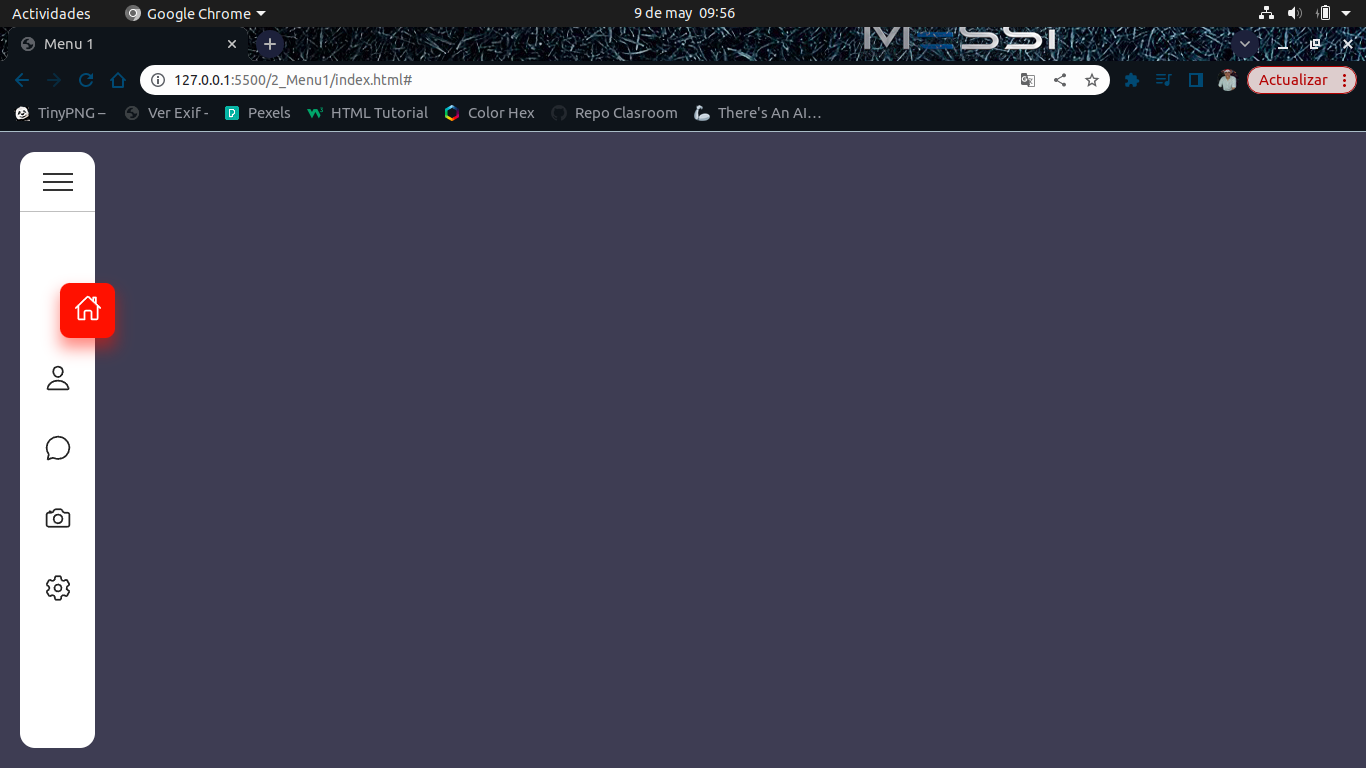 Actividades Google Chrome 9 de may 09:56
Menu 1 MESSI
127.0.0.1:5500/2_Menu1/index.html# Actualizar
TinyPNG – Ver Exif - Pexels HTML Tutorial Color Hex Repo Clasroom There's An AI...